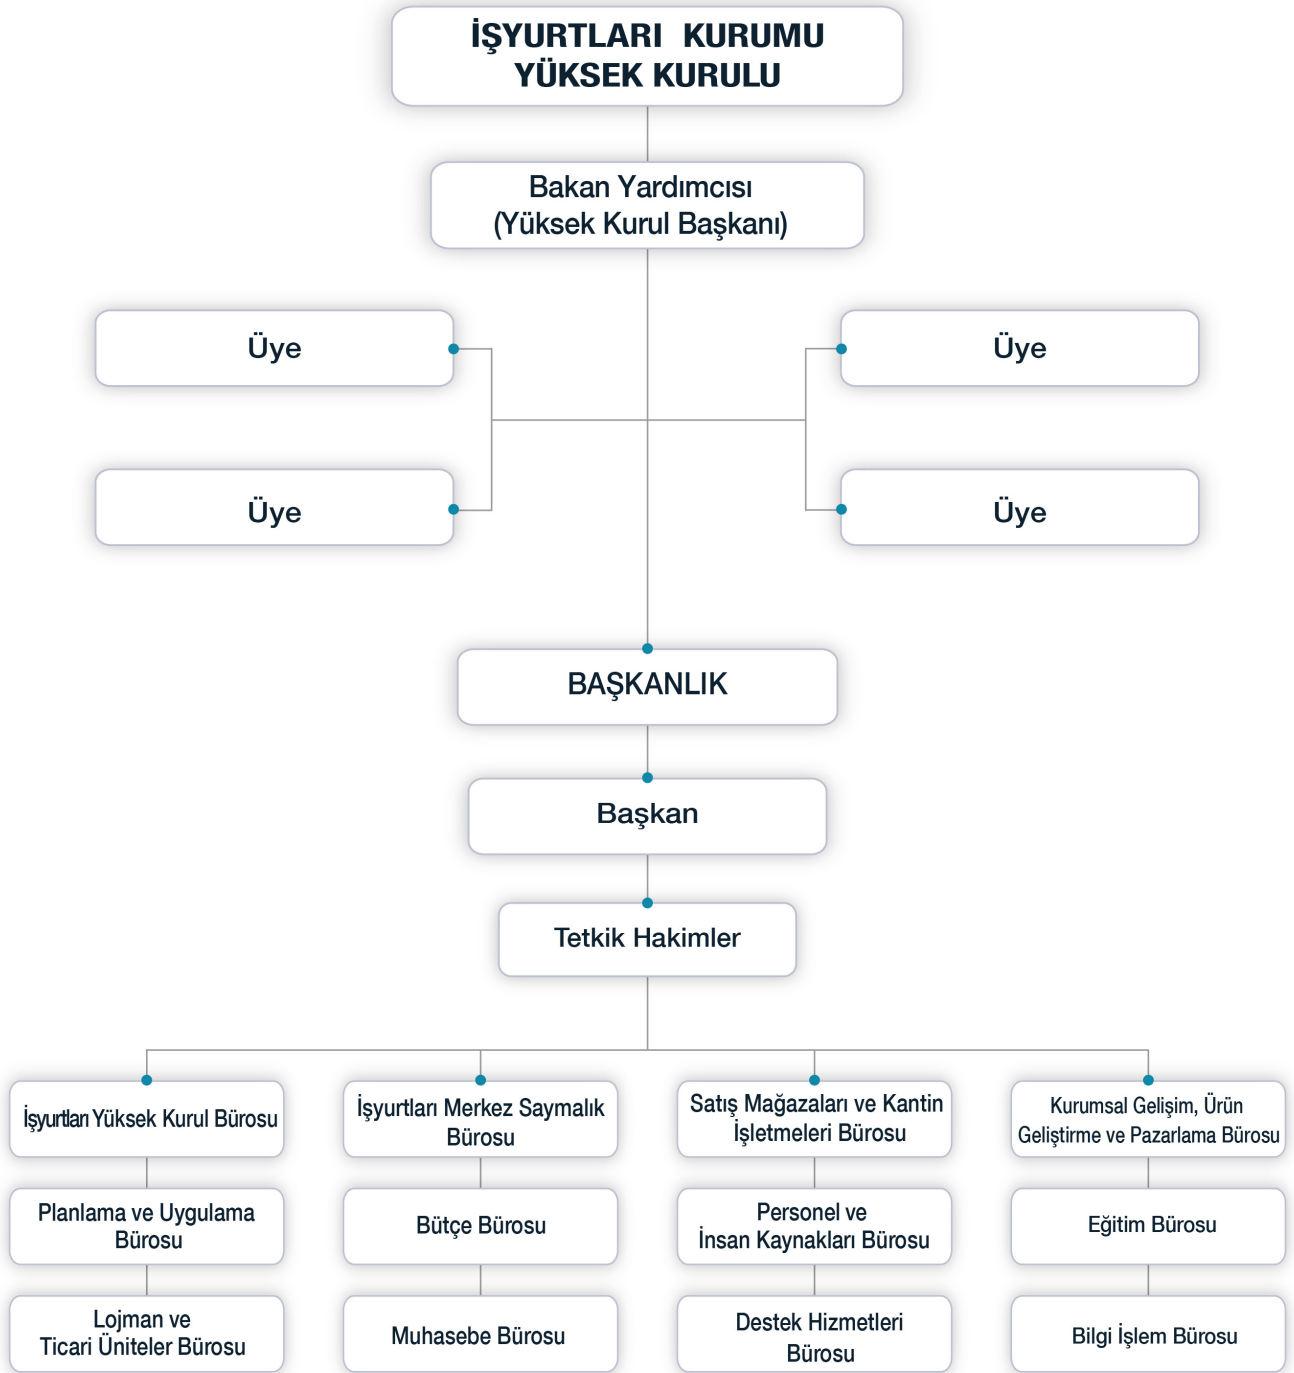 İŞYURTLARI KURUMU
YÜKSEK KURULU
Bakan Yardımcısı
(Yüksek Kurul Başkanı)
Üye
Üye
Üye
Üye
BAŞKANLIK
Başkan
Tetkik Hakimler
İşyurtları Yüksek Kurul Bürosu
İşyurtları Merkez Saymalık
Bürosu
Satış Mağazaları ve Kantin
İşletmeleri Bürosu
Kurumsal Gelişim, Ürün
Geliştirme ve Pazarlama Bürosu
Planlama ve Uygulama
Bürosu
Bütçe Bürosu
Personel ve
İnsan Kaynakları Bürosu
Eğitim Bürosu
Lojman ve
Ticari Üniteler Bürosu
Muhasebe Bürosu
Destek Hizmetleri
Bürosu
Bilgi İşlem Bürosu